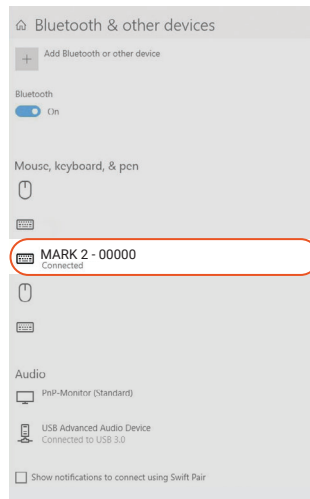 Bluetooth & other devices
Add Bluetooth or other device
Bluetooth
On
Mouse, keyboard, & pen
MARK 2 - 00000
Connected
Audio
PnP-Monitor (Standard)
USB Advanced Audio Device
Connected to USB 3.0
Show notifications to connect using Swift Pair